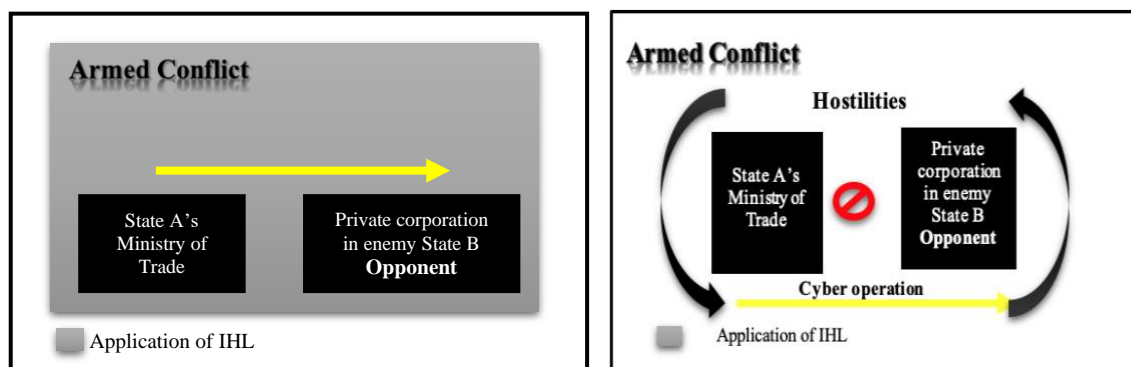 Armed Conflict
State A’s
Ministry of
Trade
Private corporation
in enemy State B
Opponent
Application of IHL
Armed Conflict
Hostilities
State A’s
Ministry of
Trade
Private
corporation
in enemy
State B
Opponent
Cyber operation
Application of IHL